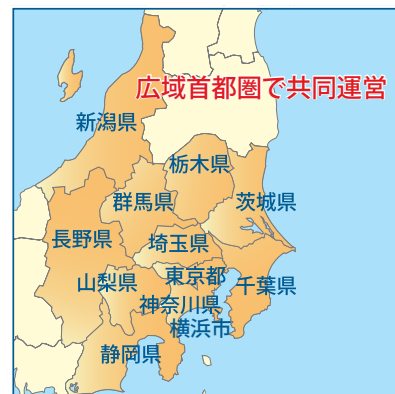 広域首都圏で共同運営
新潟県
栃木県
群馬県
茨城県
長野県
埼玉県
東京都
山梨県
千葉県
神奈川県
横浜市
静岡県